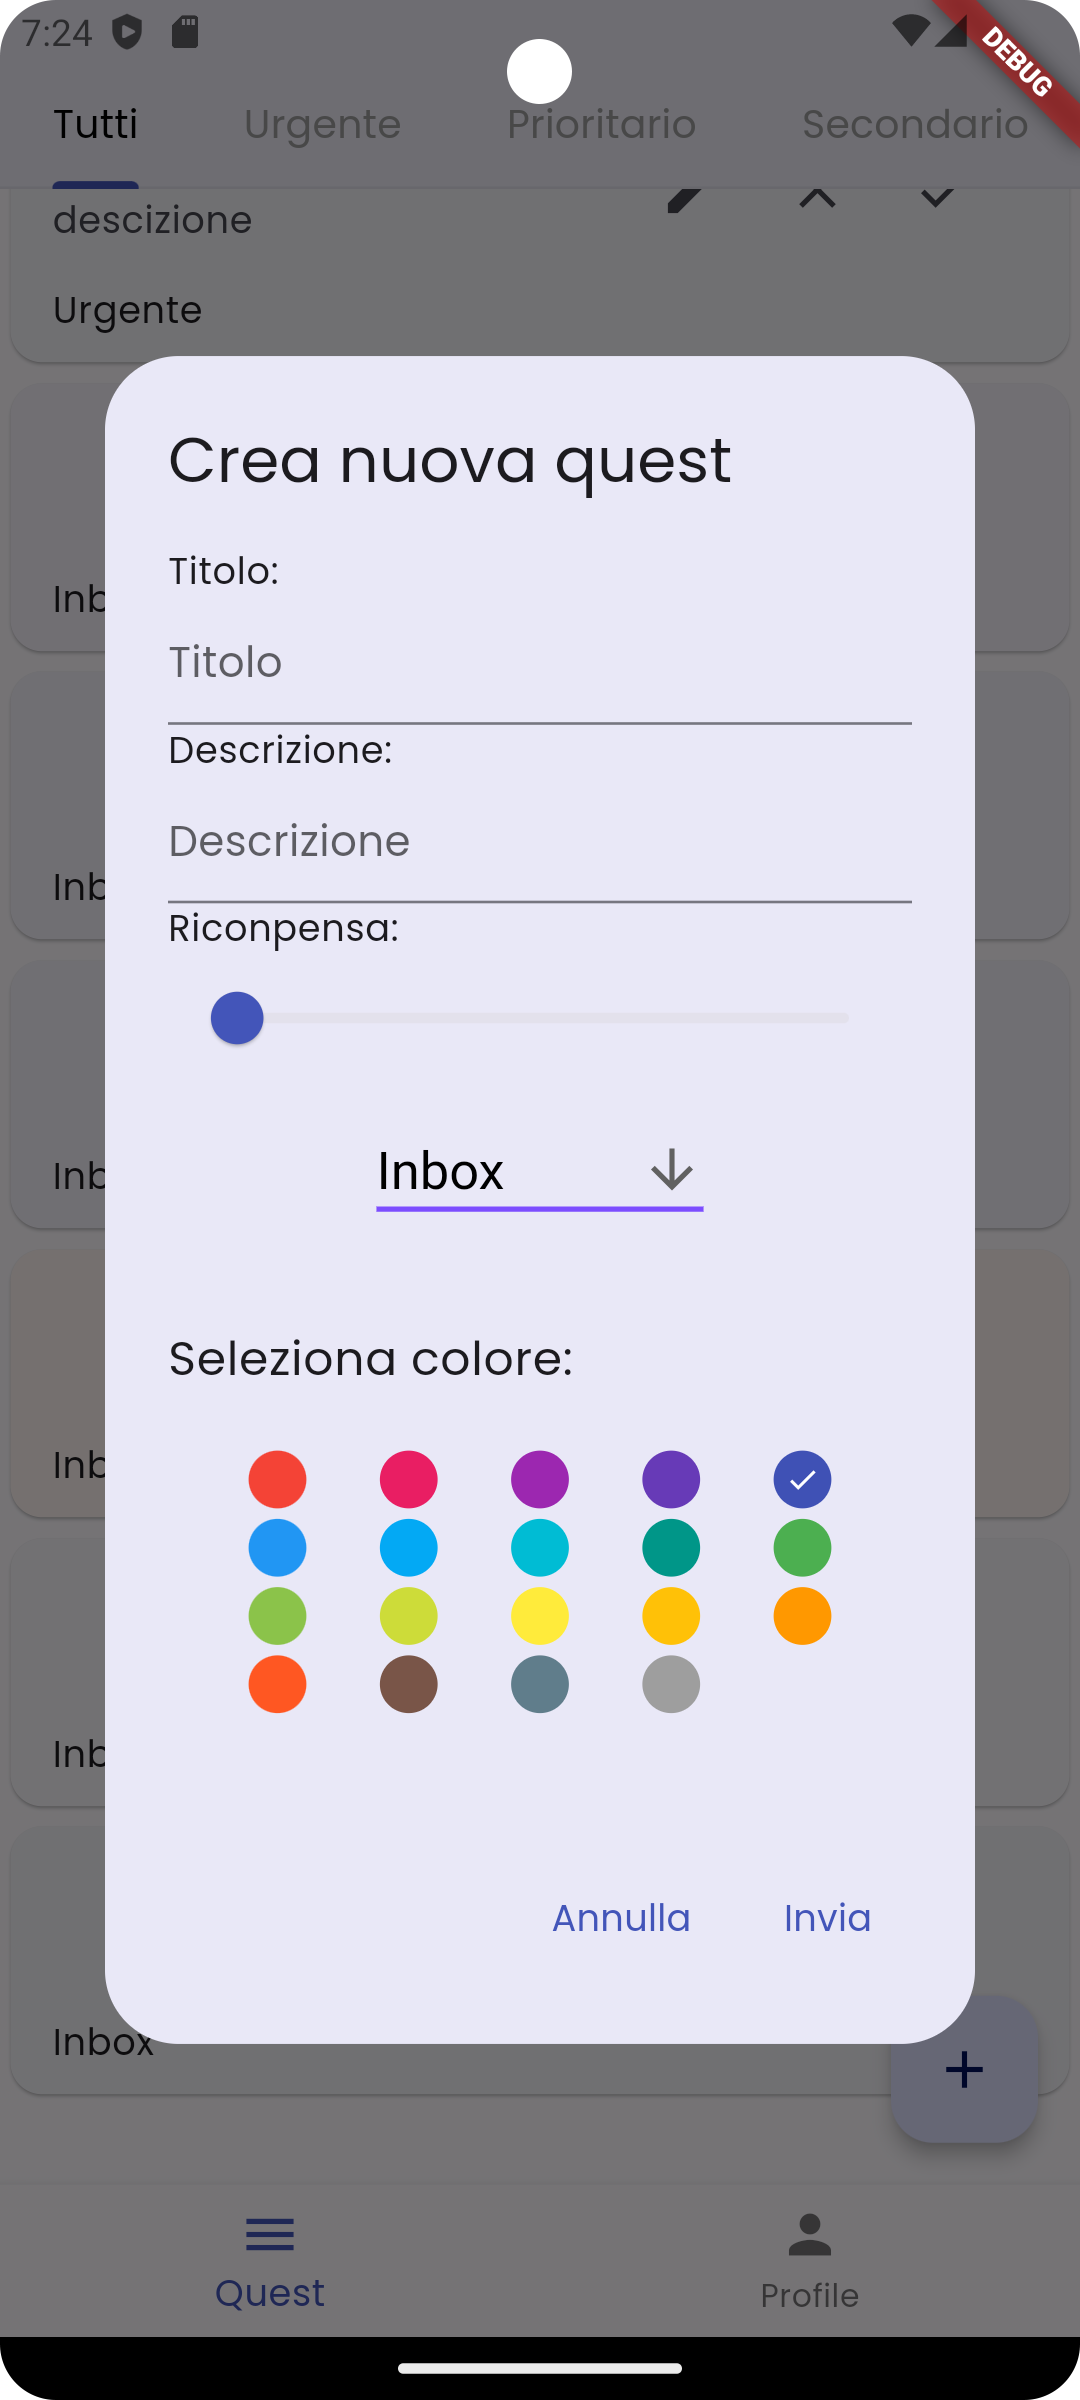 7:24
DEBUG
Tutti Urgente Prioritario Secondario
descizione
Urgente
Crea nuova quest
Titolo:
Titolo
Descrizione:
Descrizione
Riconpensa:
Inbox
Seleziona colore:
Annulla Invia
Inb
Inb
Inb
Inb
Inb
Inbox
Quest Profile